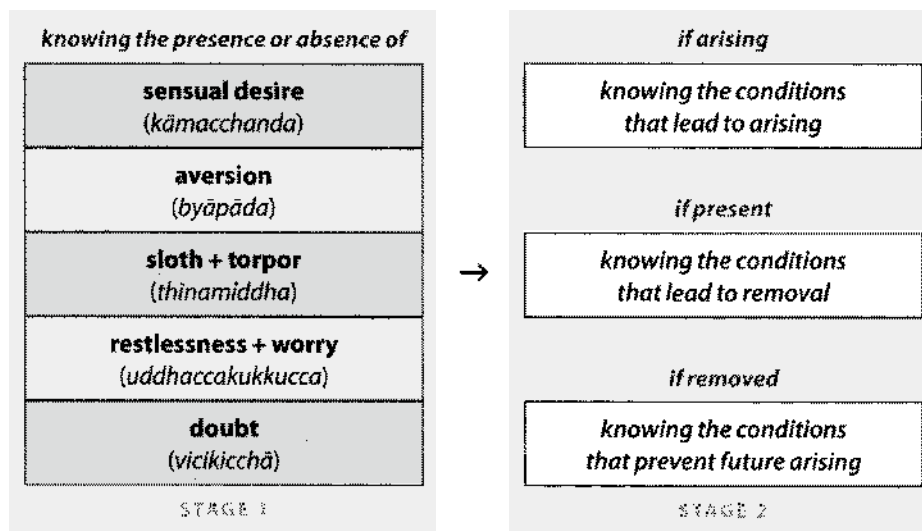 knowing the presence or absence of
sensual desire
(kāmacchanda)
aversion
(byāpāda)
sloth + torpor
(thīnamiddha)
restlessness + worry
(uddhaccakukkucca)
doubt
(vicikicchā)
STAGE 1
→
if arising
knowing the conditions
that lead to arising
if present
knowing the conditions
that lead to removal
if removed
knowing the conditions
that prevent future arising
STAGE 2